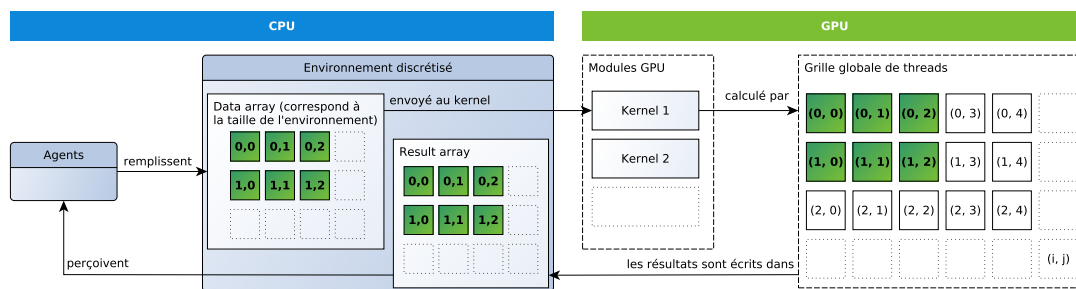 CPU
GPU
Environnement discrétisé
Data array (correspond à
la taille de l'environnement)
0,0 0,1 0,2
1,0 1,1 1,2
envoyé au kernel
Result array
0,0 0,1 0,2
1,0 1,1 1,2
Agents
remplissent
perçoivent
Modules GPU
Kernel 1
Kernel 2
calculé par
Grille globale de threads
(0, 0) (0, 1) (0, 2) (0, 3) (0, 4)
(1, 0) (1, 1) (1, 2) (1, 3) (1, 4)
(2, 0) (2, 1) (2, 2) (2, 3) (2, 4)
(i, j)
les résultats sont écrits dans